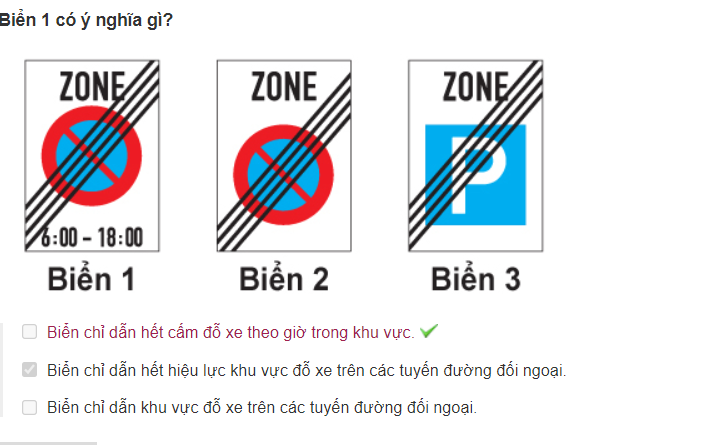 Biển 1 có ý nghĩa gì?
ZONE ZONE ZONE
P
6:00 - 18:00
Biển 1 Biển 2 Biển 3
Biển chỉ dẫn hết cấm đỗ xe theo giờ trong khu vực.
Biển chỉ dẫn hết hiệu lực khu vực đỗ xe trên các tuyến đường đối ngoại.
Biển chỉ dẫn khu vực đỗ xe trên các tuyến đường đối ngoại.